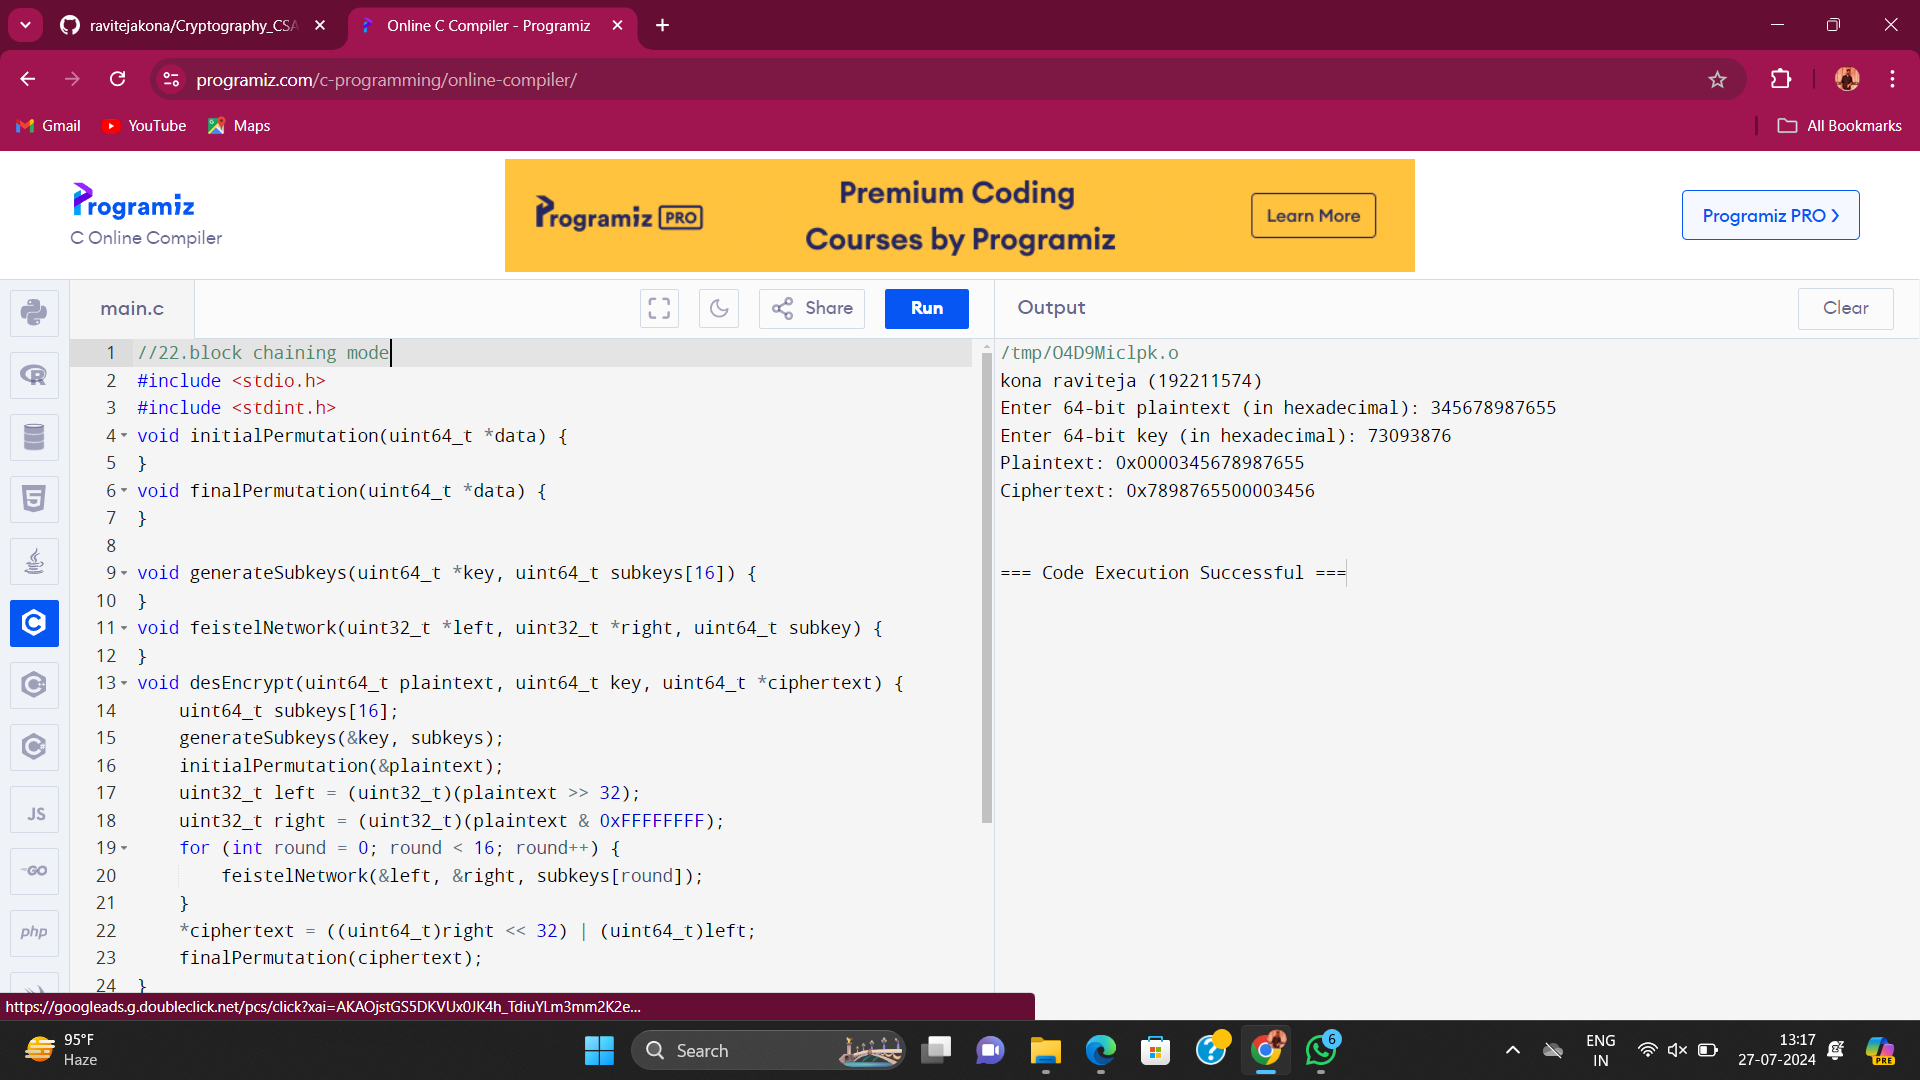 ravitejakona/Cryptography_CSA
Online C Compiler - Programiz
programiz.com/c-programming/online-compiler/
Gmail
YouTube
Maps
All Bookmarks
Programiz
C Online Compiler
Programiz PRO
Premium Coding
Courses by Programiz
Learn More
Programiz PRO >
main.c
Share
Run
Output
Clear
1 //22.block chaining mode
2 #include <stdio.h>
3 #include <stdint.h>
4 void initialPermutation(uint64_t *data) {
5 }
6 void finalPermutation(uint64_t *data) {
7 }
8
9 void generateSubkeys(uint64_t *key, uint64_t subkeys[16]) {
10 }
11 void feistelNetwork(uint32_t *left, uint32_t *right, uint64_t subkey) {
12 }
13 void desEncrypt(uint64_t plaintext, uint64_t key, uint64_t *ciphertext) {
14     uint64_t subkeys[16];
15     generateSubkeys(&key, subkeys);
16     initialPermutation(&plaintext);
17     uint32_t left = (uint32_t)(plaintext >> 32);
18     uint32_t right = (uint32_t)(plaintext & 0xFFFFFFFF);
19     for (int round = 0; round < 16; round++) {
20         feistelNetwork(&left, &right, subkeys[round]);
21     }
22     *ciphertext = ((uint64_t)right << 32) | (uint64_t)left;
23     finalPermutation(ciphertext);
24 }
/tmp/O4D9Miclpk.o
kona raviteja (192211574)
Enter 64-bit plaintext (in hexadecimal): 345678987655
Enter 64-bit key (in hexadecimal): 73093876
Plaintext: 0x0000345678987655
Ciphertext: 0x7898765500003456
=== Code Execution Successful ===
JS
GO
php
https://googleads.g.doubleclick.net/pcs/click?xai=AKAOjstGS5DKVUx0JK4h_TdiuYLm3mm2K2e...
95°F
Haze
Search
6
ENG
IN
13:17
27-07-2024
PRE